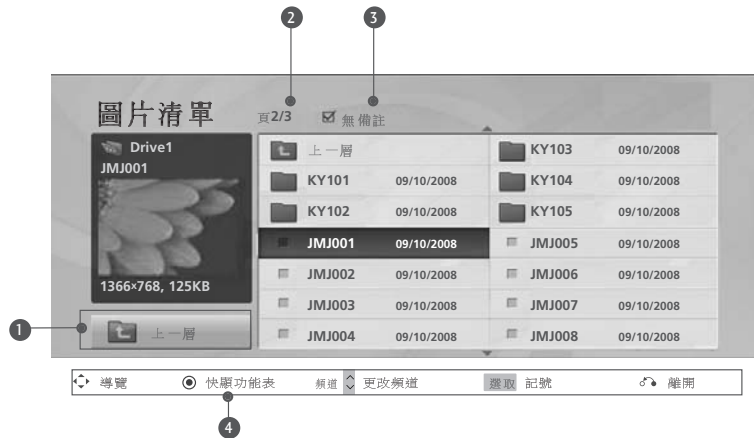 2
3
圖片清單
頁2/3
無備註
Drive1
JMJ001
1366×768, 125KB
上一層
KY103 09/10/2008
KY101 09/10/2008
KY104 09/10/2008
KY102 09/10/2008
KY105 09/10/2008
JMJ001 09/10/2008
JMJ005 09/10/2008
JMJ002 09/10/2008
JMJ006 09/10/2008
JMJ003 09/10/2008
JMJ007 09/10/2008
JMJ004 09/10/2008
JMJ008 09/10/2008
1
上一層
導覽
快顯功能表
頻道 更改頻道
選取 記號
離開
4